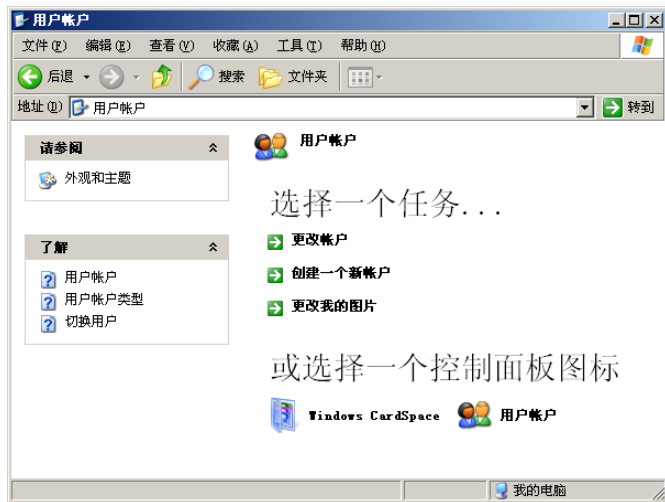 用户帐户
文件(F) 编辑(E) 查看(V) 收藏(A) 工具(T) 帮助(H)
后退 搜索 文件夹
地址(D) 用户帐户 转到
请参阅
外观和主题
了解
用户帐户
用户帐户类型
切换用户
用户帐户
选择一个任务...
更改帐户
创建一个新帐户
更改我的图片
或选择一个控制面板图标
Windows CardSpace 用户帐户
我的电脑